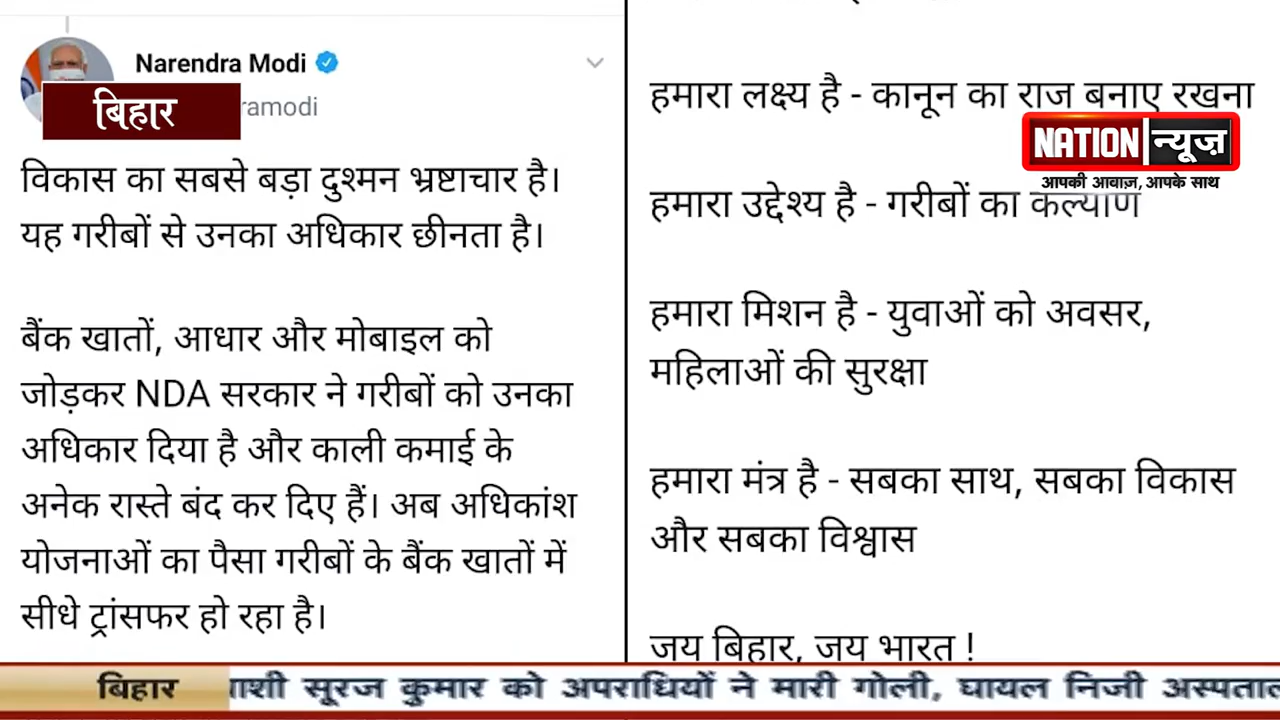 Narendra Modi
ramodi
बिहार
विकास का सबसे बड़ा दुश्मन भ्रष्टाचार है।
यह गरीबों से उनका अधिकार छीनता है।
बैंक खातों, आधार और मोबाइल को
जोड़कर NDA सरकार ने गरीबों को उनका
अधिकार दिया है और काली कमाई के
अनेक रास्ते बंद कर दिए हैं। अब अधिकांश
योजनाओं का पैसा गरीबों के बैंक खातों में
सीधे ट्रांसफर हो रहा है।
हमारा लक्ष्य है - कानून का राज बनाए रखना
NATION न्यूज़
आपकी आवाज़, आपके साथ
हमारा उद्देश्य है - गरीबों का कल्याण
हमारा मिशन है - युवाओं को अवसर,
महिलाओं की सुरक्षा
हमारा मंत्र है - सबका साथ, सबका विकास
और सबका विश्वास
जय बिहार, जय भारत !
बिहार
सूरज कुमार को अपराधियों ने मारी गोली, घायल निजी